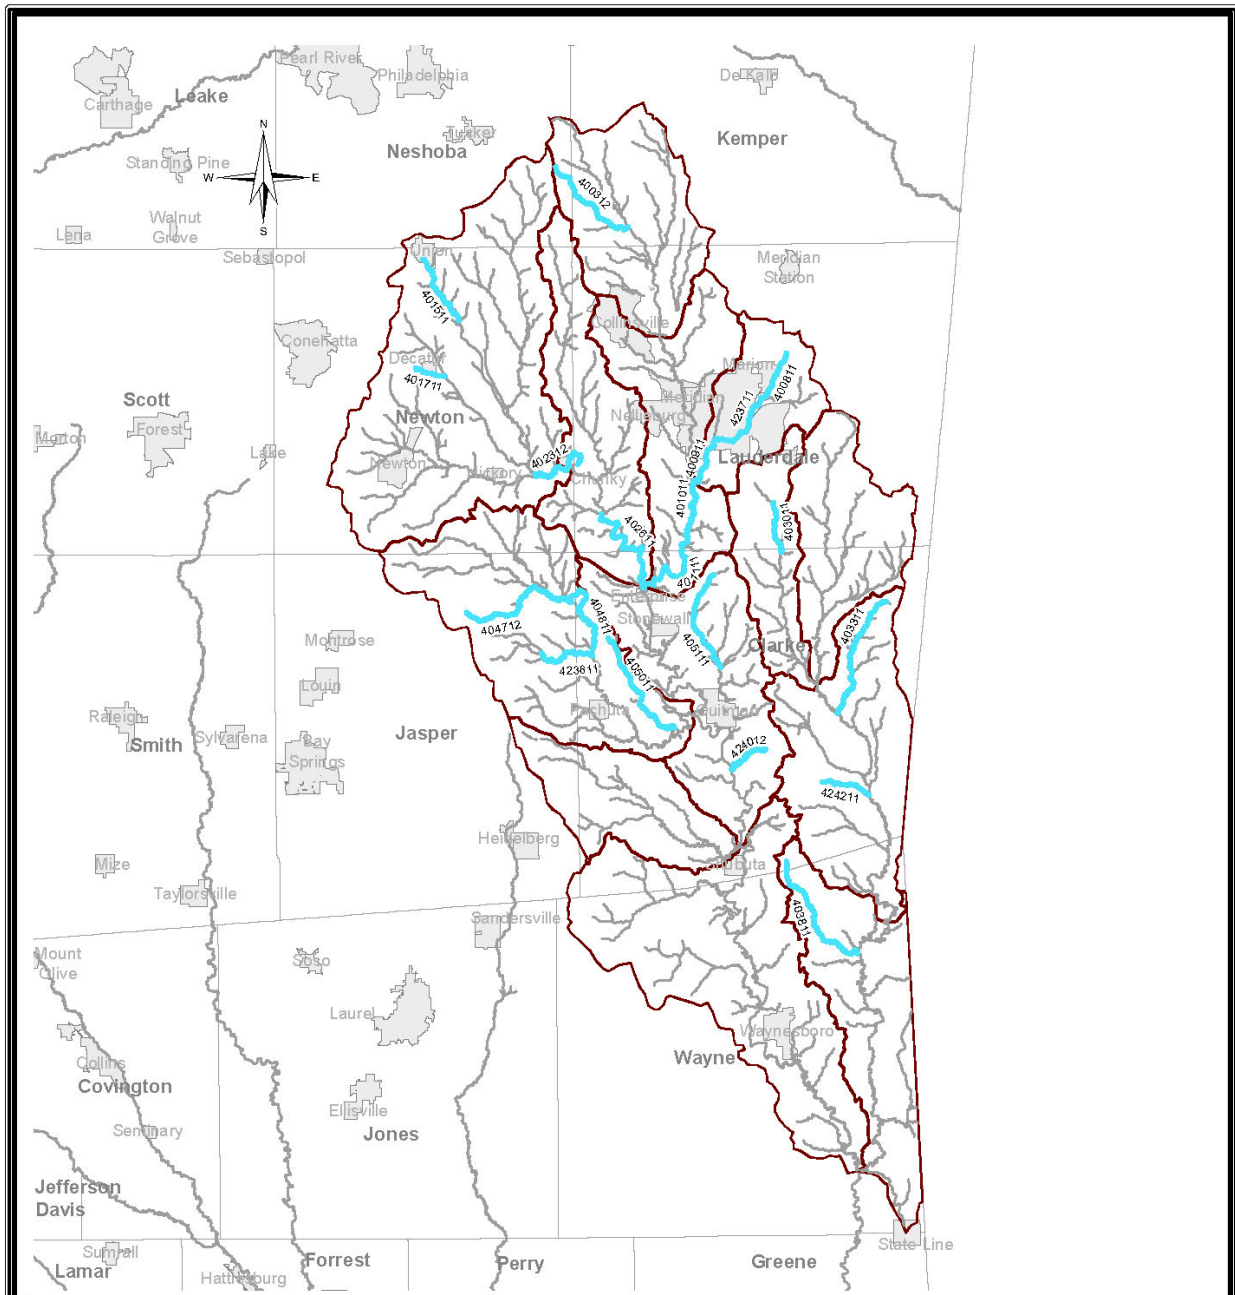 Pearl River
Philadelphia
De Kalb
Carthage
Leake
Tucker
Kemper
N
Neshoba
Standing Pine
W
E
400312
S
Walnut
Grove
Lena
Union
Sebastopol
Meridian
Station
401511
Collinsville
Conehatta
Decatur
Marion
401711
400811
Scott
Meridian
423711
Nellieburg
Newton
Forest
Morton
Lake
402312
400911
Lauderdale
Newton
Hickory
Chunky
401011
402611
403011
401111
Enterprise
404811
Stonewall
404712
403311
Montrose
405111
Clarke
423811
405011
Louin
Pachuta
Quitman
Raleigh
Smith
Sylvarena
Bay
Springs
Jasper
424012
424211
Heidelberg
Mize
Shubuta
Taylorsville
403811
Sandersville
Mount
Olive
Soso
Laurel
Waynesboro
Wayne
Collins
Covington
Ellisville
Seminary
Jones
Jefferson
Davis
State Line
Sumrall
Forrest
Perry
Greene
Lamar
Hattiesburg